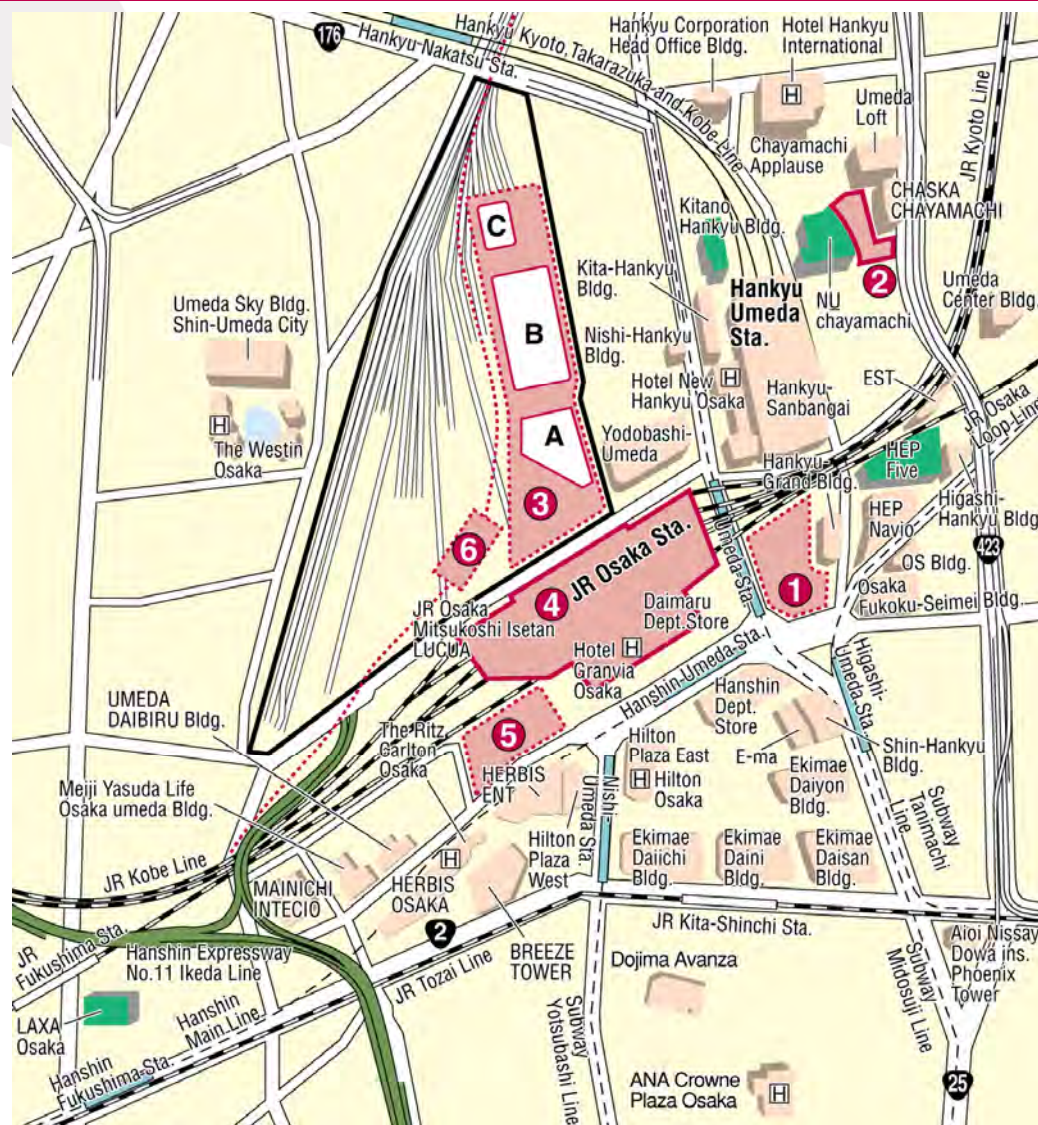 176
Hankyu Nakatsu Sta.
Hankyu Kyoto, Takarazuka and Kobe Line
Hankyu Corporation
Head Office Bldg.
Hotel Hankyu
International
H
Umeda
Loft
JR Kyoto Line
Chayamachi
Applause
CHASKA
CHAYAMACHI
Kitano
Hankyu Bldg.
C
2
Kita-Hankyu
Bldg.
Hankyu
Umeda
Sta.
NU
chayamachi
Umeda
Center Bldg.
Umeda Sky Bldg.
Shin-Umeda City
B
Nishi-Hankyu
Bldg.
EST
Hotel New
Hankyu Osaka
H
Hankyu-
Sanbangai
JR Osaka
Loop Line
H
The Westin
Osaka
A
Yodobashi-
Umeda
HEP
Five
Hankyu
Grand Bldg.
3
HEP
Navio
Higashi-
Hankyu Bldg.
423
6
JR Osaka Sta.
Umeda Sta.
OS Bldg.
4
1
Osaka
Fukoku-Seimei Bldg.
JR Osaka
Mitsukoshi Isetan
LUCUA
Daimaru
Dept.Store
Hotel
Granvia
Osaka
H
Hanshin-Umeda Sta.
Higashi-
Umeda Sta.
UMEDA
DAIBIRU Bldg.
The Ritz
Carlton
Osaka
5
Hanshin
Dept.
Store
Hilton
Plaza East
E-ma
Shin-Hankyu
Bldg.
Meiji Yasuda Life
Osaka umeda Bldg.
HERBIS
ENT
H
Hilton
Osaka
Ekimae
Daiyon
Bldg.
Nishi-
Umeda Sta.
Subway
Tanimachi
Line
JR Kobe Line
Hilton
Plaza
West
Ekimae
Daiichi
Bldg.
Ekimae
Daini
Bldg.
Ekimae
Daisan
Bldg.
H
MAINICHI
INTECIO
HERBIS
OSAKA
2
JR Kita-Shinchi Sta.
JR
Fukushima Sta.
Hanshin Expressway
No.11 Ikeda Line
BREEZE
TOWER
JR Tozai Line
Dojima Avanza
Aioi Nissay
Dowa ins.
Phoenix
Tower
Subway
Midosuji Line
LAXA
Osaka
Hanshin
Main Line
Hanshin
Fukushima Sta.
Subway
Yotsubashi Line
ANA Crowne
Plaza Osaka
H
25